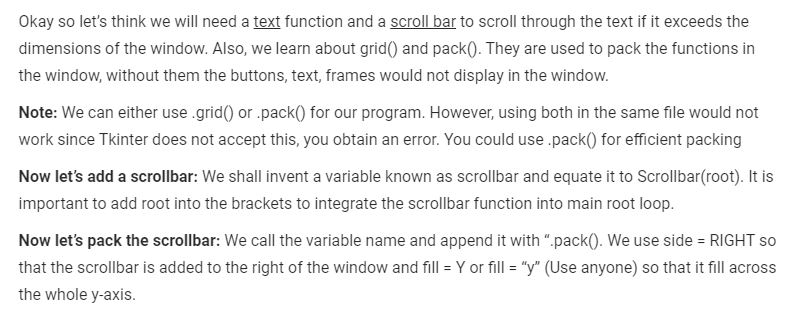 Okay so let's think we will need a text function and a scroll bar to scroll through the text if it exceeds the
dimensions of the window. Also, we learn about grid() and pack(). They are used to pack the functions in
the window, without them the buttons, text, frames would not display in the window.
Note: We can either use .grid() or .pack() for our program. However, using both in the same file would not
work since Tkinter does not accept this, you obtain an error. You could use .pack() for efficient packing
Now let's add a scrollbar: We shall invent a variable known as scrollbar and equate it to Scrollbar(root). It is
important to add root into the brackets to integrate the scrollbar function into main root loop.
Now let's pack the scrollbar: We call the variable name and append it with “.pack(). We use side = RIGHT so
that the scrollbar is added to the right of the window and fill = Y or fill = “y” (Use anyone) so that it fill across
the whole y-axis.